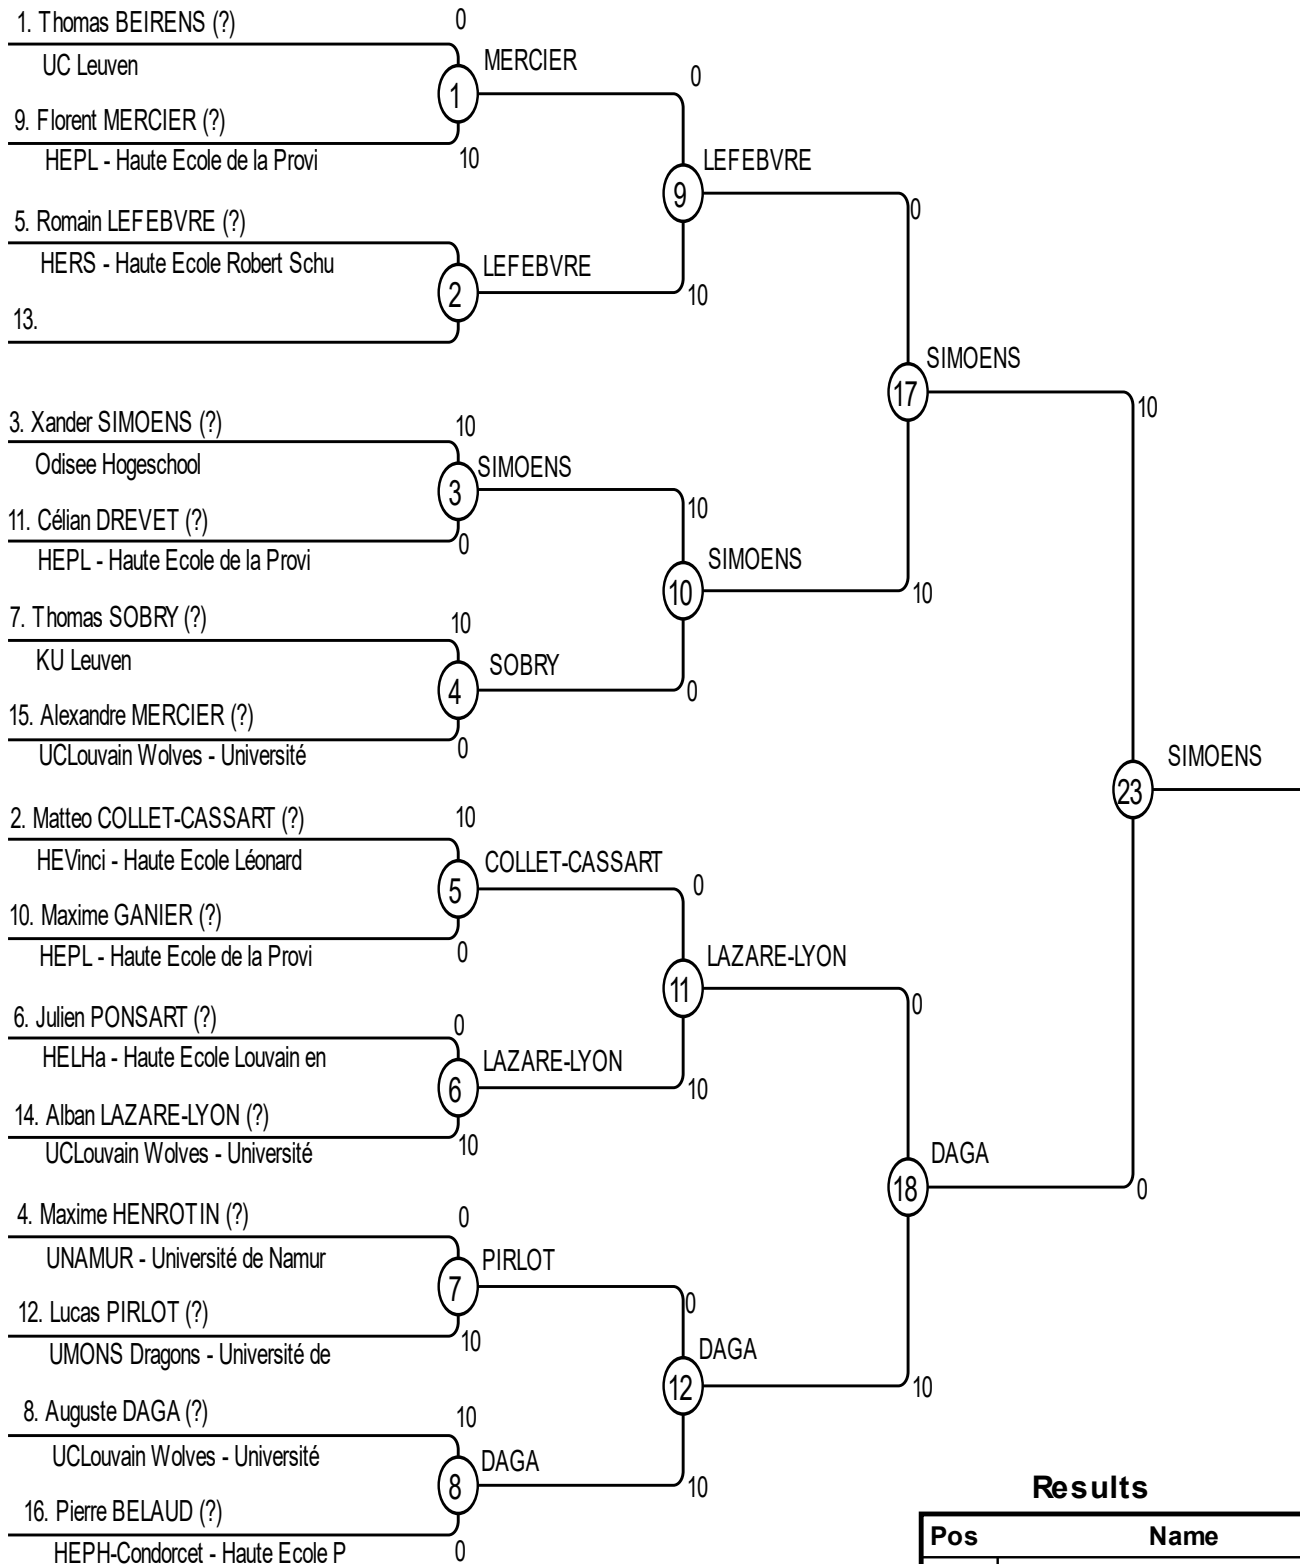 1. Thomas BEIRENS (?)
0
UC Leuven
MERCIER
1
0
9. Florent MERCIER (?)
HEPL - Haute Ecole de la Provi
10
LEFEBVRE
9
0
5. Romain LEFEBVRE (?)
HERS - Haute Ecole Robert Schu
LEFEBVRE
2
10
13.
SIMOENS
17
10
3. Xander SIMOENS (?)
10
Odisee Hogeschool
SIMOENS
3
10
11. Célian DREVET (?)
0
HEPL - Haute Ecole de la Provi
SIMOENS
10
10
7. Thomas SOBRY (?)
10
KU Leuven
SOBRY
4
0
15. Alexandre MERCIER (?)
UCLouvain Wolves - Université
0
SIMOENS
23
2. Matteo COLLET-CASSART (?)
10
HEVinci - Haute Ecole Léonard
COLLET-CASSART
5
0
10. Maxime GANIER (?)
HEPL - Haute Ecole de la Provi
0
LAZARE-LYON
11
0
6. Julien PONSART (?)
0
HELHa - Haute Ecole Louvain en
LAZARE-LYON
6
10
14. Alban LAZARE-LYON (?)
UCLouvain Wolves - Université
10
DAGA
18
0
4. Maxime HENROTIN (?)
0
UNAMUR - Université de Namur
PIRLOT
7
0
12. Lucas PIRLOT (?)
UMONS Dragons - Université de
10
DAGA
12
10
8. Auguste DAGA (?)
10
UCLouvain Wolves - Université
DAGA
8
10
16. Pierre BELAUD (?)
HEPH-Condorcet - Haute Ecole P
0
Results
Pos Name